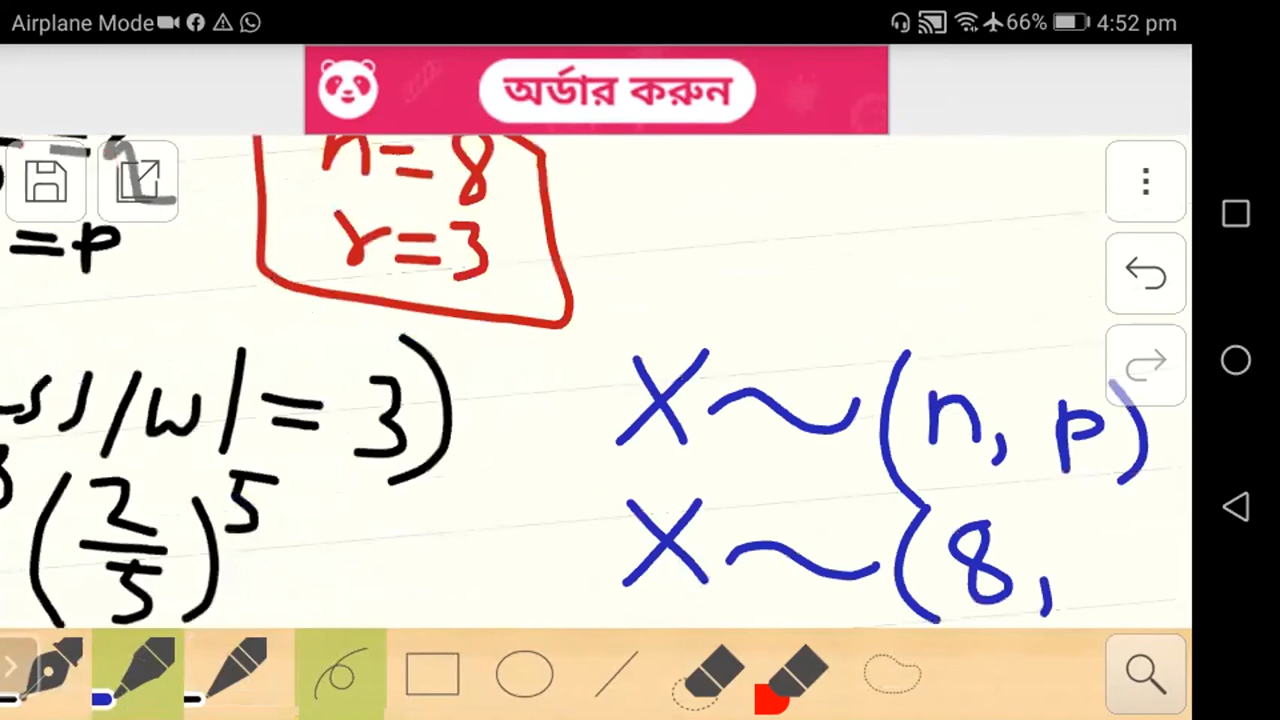 Airplane Mode 66% 4:52 pm
অর্ডার করুন
n=8
r=3
=p
X~(n, p)
/w/=3)
(2/5)^5
X~(8,